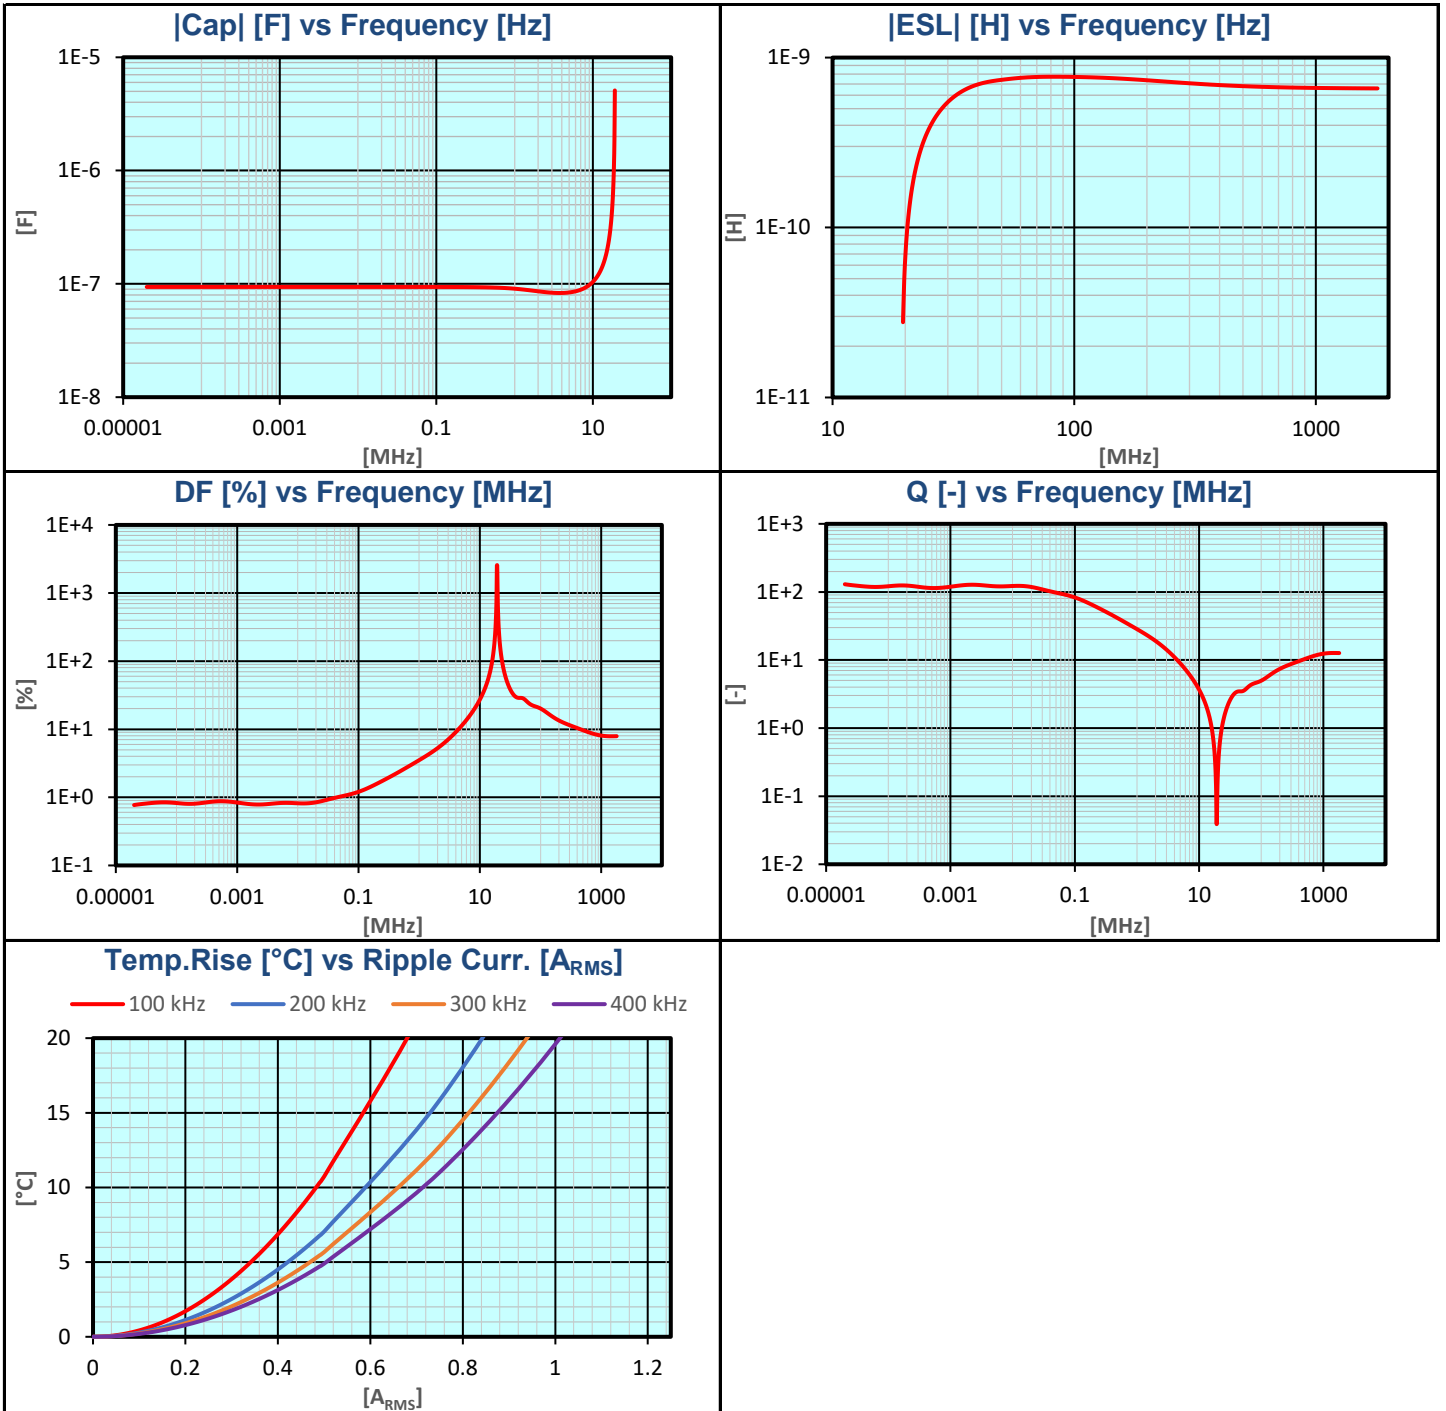 |Cap| [F] vs Frequency [Hz]
1E-5
1E-6
1E-7
1E-8
[F]
0.00001 0.001 0.1 10
[MHz]
|ESL| [H] vs Frequency [Hz]
1E-9
1E-10
1E-11
[H]
10 100 1000
[MHz]
DF [%] vs Frequency [MHz]
1E+4
1E+3
1E+2
1E+1
1E+0
1E-1
[%]
0.00001 0.001 0.1 10 1000
[MHz]
Q [-] vs Frequency [MHz]
1E+3
1E+2
1E+1
1E+0
1E-1
1E-2
[-]
0.00001 0.001 0.1 10 1000
[MHz]
Temp.Rise [°C] vs Ripple Curr. [ARMS]
100 kHz 200 kHz 300 kHz 400 kHz
20
15
10
5
0
[°C]
0 0.2 0.4 0.6 0.8 1 1.2
[ARMS]